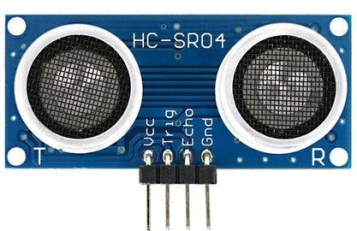 HC-SR04
Vcc
Trig
Echo
Gnd
T
R